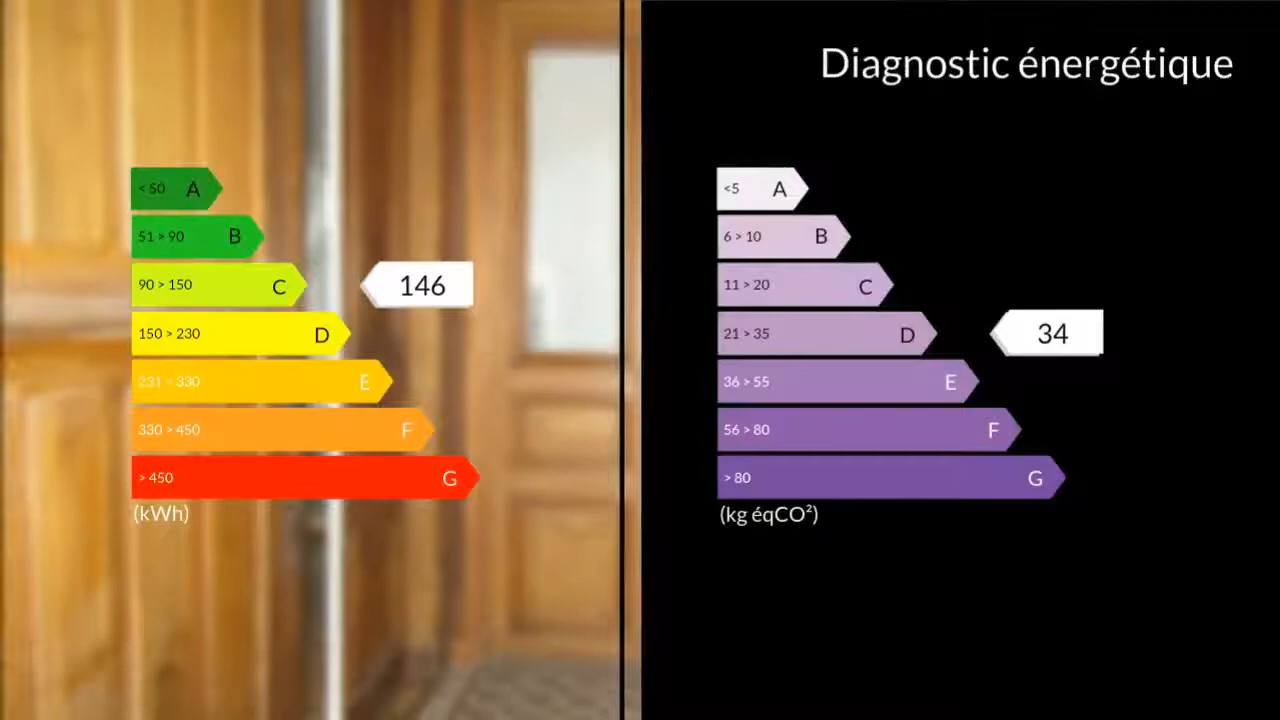 Diagnostic énergétique
< 50 A
51 > 90 B
90 > 150 C
146
150 > 230 D
231 > 330 E
330 > 450 F
> 450 G
(kWh)
<5 A
6 > 10 B
11 > 20 C
21 > 35 D
34
36 > 55 E
56 > 80 F
> 80 G
(kg éqCO²)